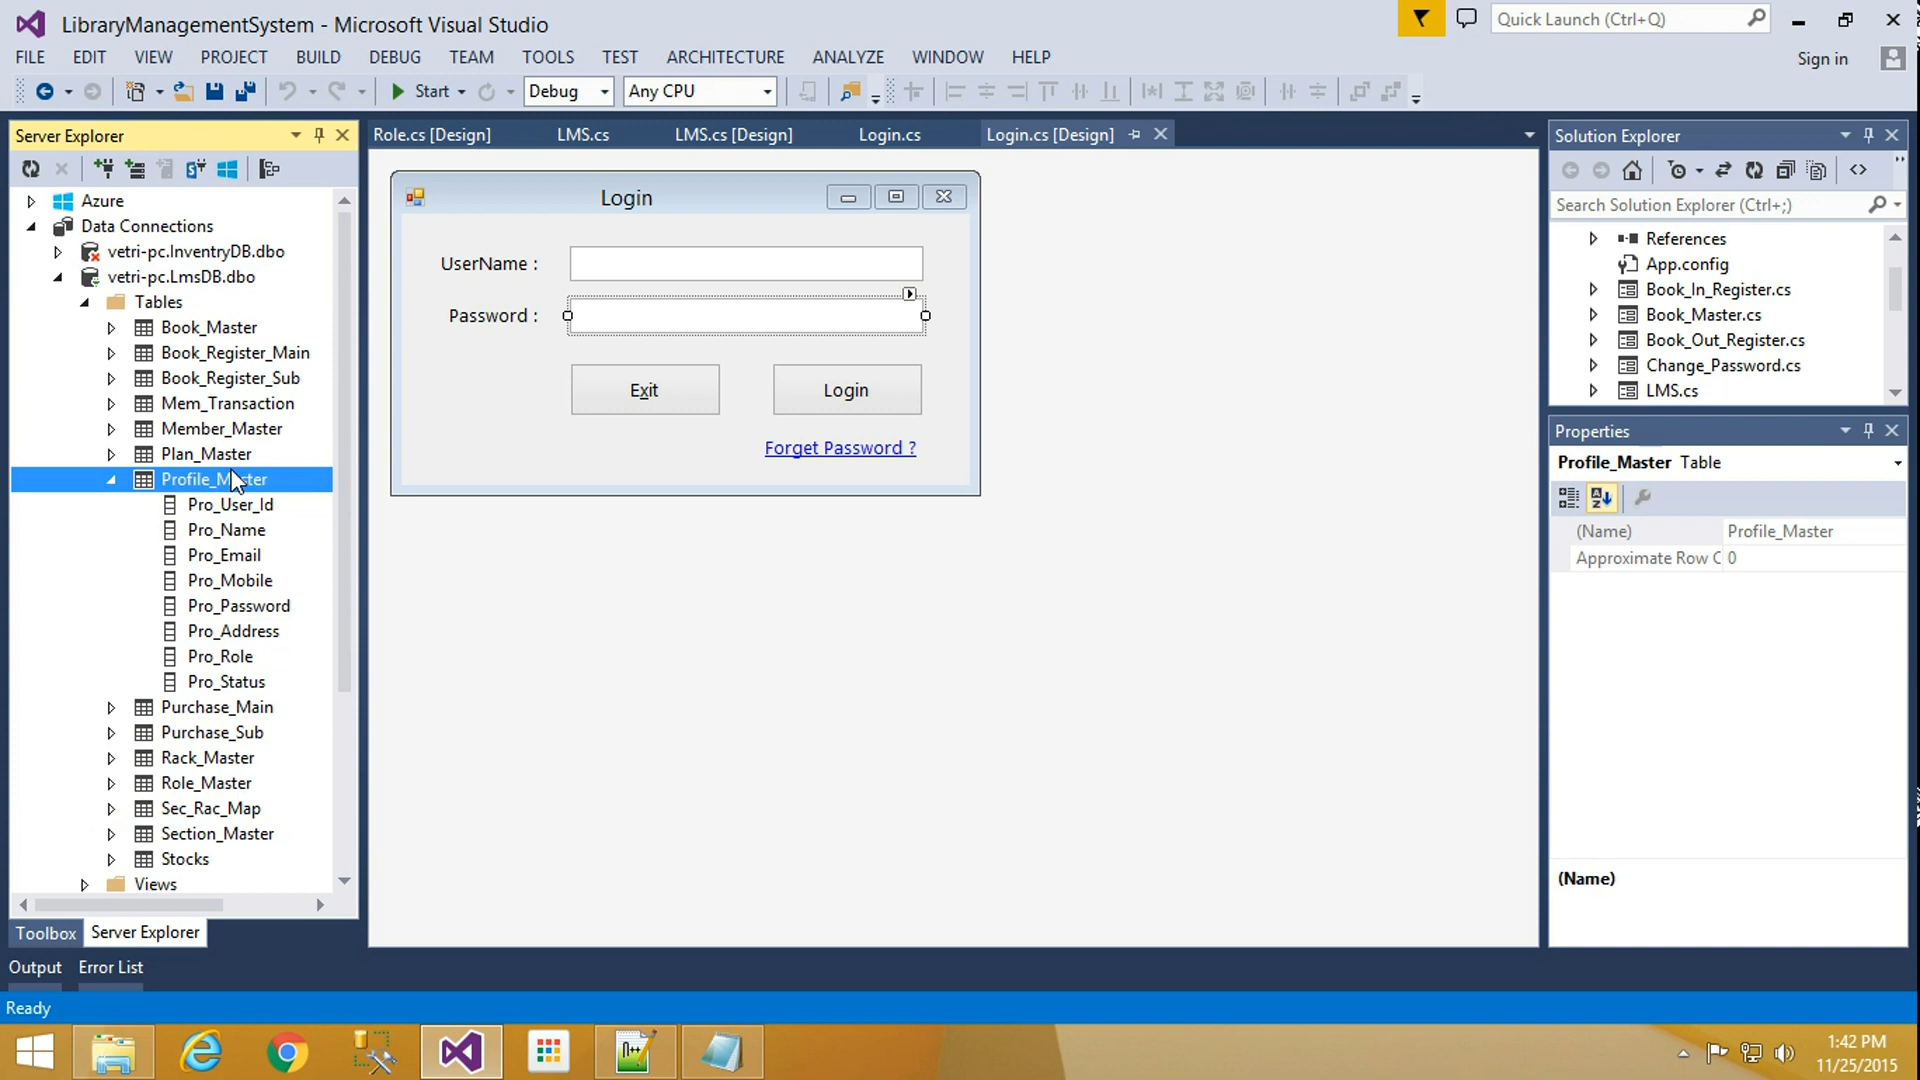 LibraryManagementSystem - Microsoft Visual Studio
Quick Launch (Ctrl+Q)
FILE EDIT VIEW PROJECT BUILD DEBUG TEAM TOOLS TEST ARCHITECTURE ANALYZE WINDOW HELP
Sign in
Start Debug Any CPU
Server Explorer
Role.cs [Design] LMS.cs LMS.cs [Design] Login.cs Login.cs [Design]
Solution Explorer
Search Solution Explorer (Ctrl+;)
Azure
Data Connections
vetri-pc.InventryDB.dbo
vetri-pc.LmsDB.dbo
Tables
Book_Master
Book_Register_Main
Book_Register_Sub
Mem_Transaction
Member_Master
Plan_Master
Profile_Master
Pro_User_Id
Pro_Name
Pro_Email
Pro_Mobile
Pro_Password
Pro_Address
Pro_Role
Pro_Status
Purchase_Main
Purchase_Sub
Rack_Master
Role_Master
Sec_Rac_Map
Section_Master
Stocks
Views
Toolbox Server Explorer
Login
UserName :
Password :
Exit Login
Forget Password ?
References
App.config
Book_In_Register.cs
Book_Master.cs
Book_Out_Register.cs
Change_Password.cs
LMS.cs
Properties
Profile_Master Table
(Name) Profile_Master
Approximate Row C 0
(Name)
Output Error List
Ready
1:42 PM
11/25/2015